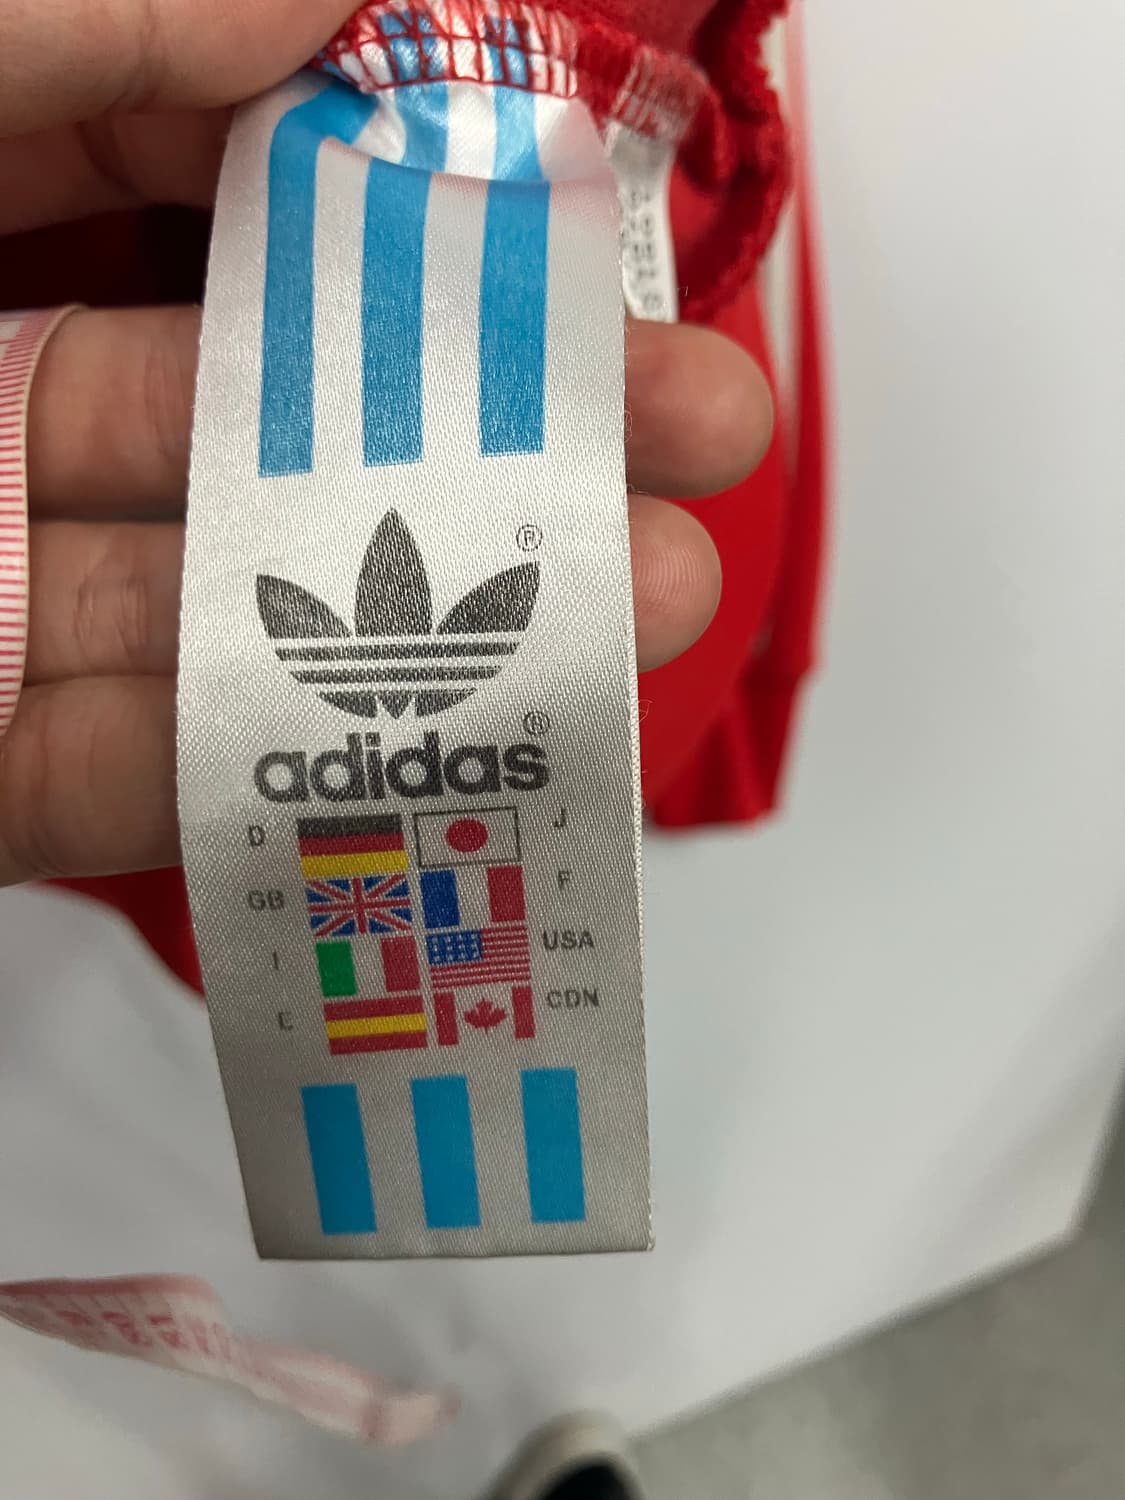 ®
adidas®
D J
GB F
I USA
E CDN